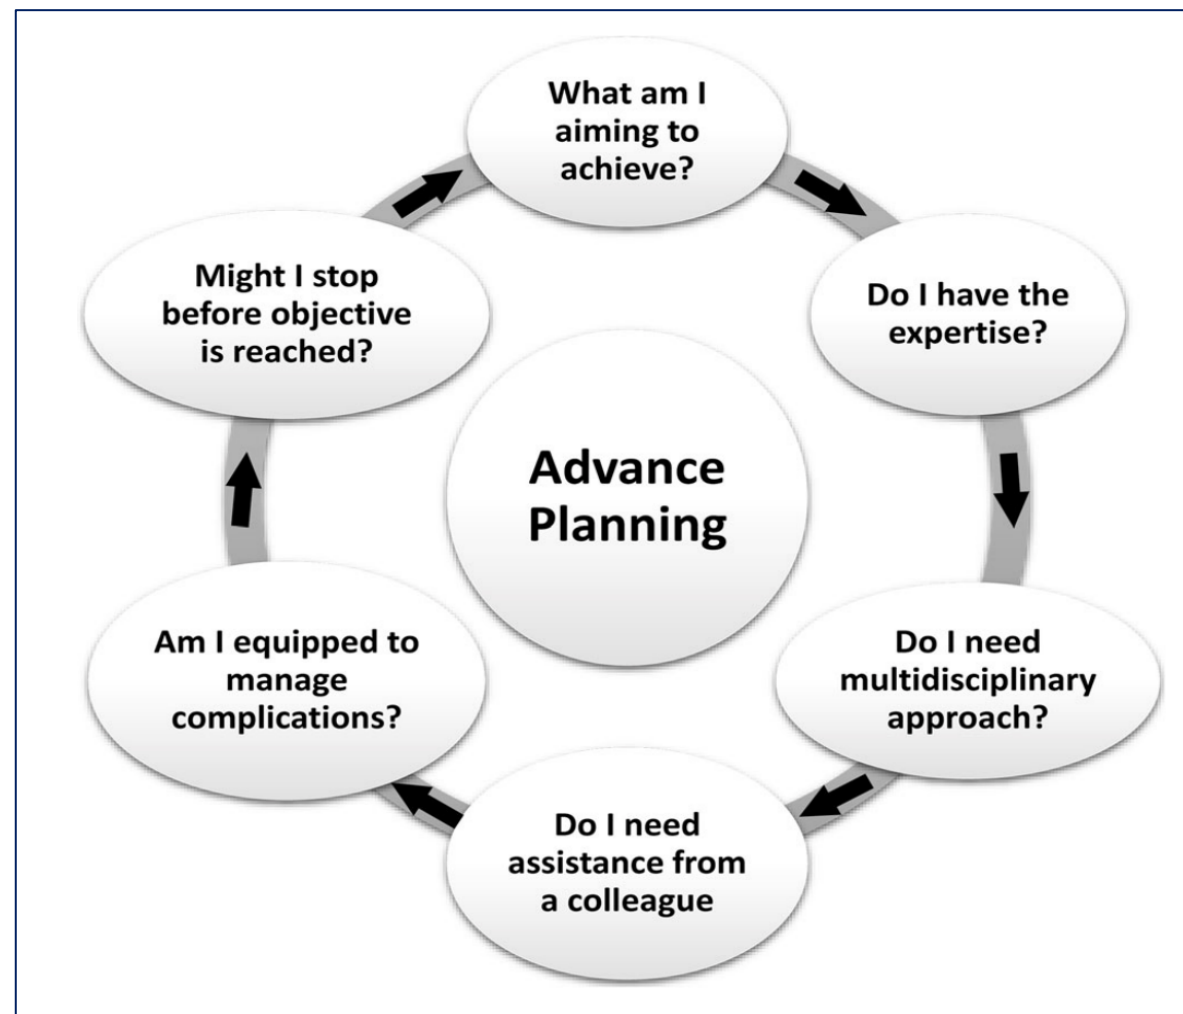 What am I
aiming to
achieve?
Do I have the
expertise?
Do I need
multidisciplinary
approach?
Do I need
assistance from
a colleague
Am I equipped to
manage
complications?
Might I stop
before objective
is reached?
Advance
Planning